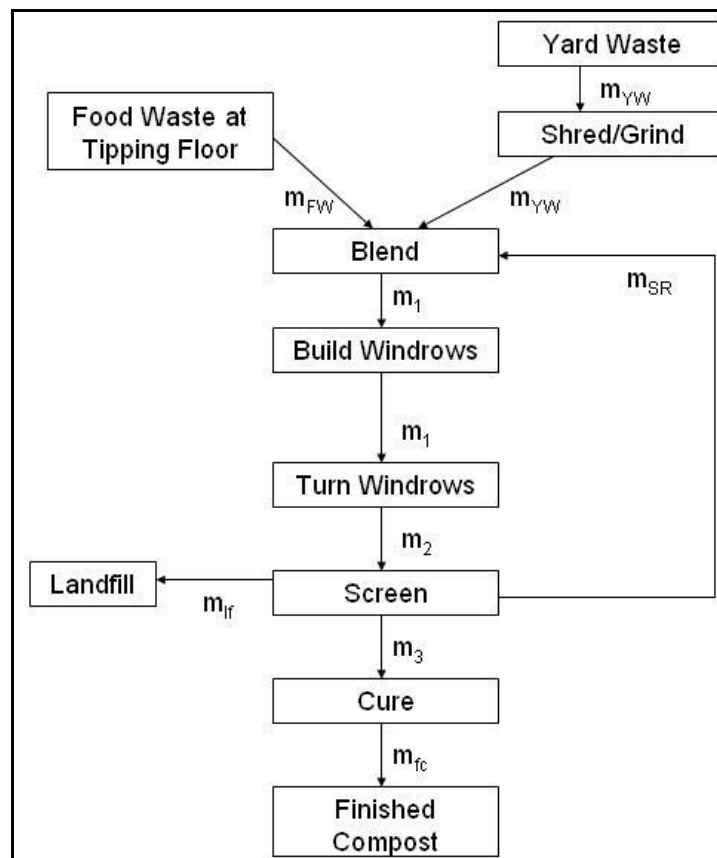 Yard Waste
m_YW
Food Waste at
Tipping Floor
Shred/Grind
m_FW
m_YW
Blend
m_SR
m_1
Build Windrows
m_1
Turn Windrows
m_2
Landfill
m_lf
Screen
m_3
Cure
m_fc
Finished
Compost